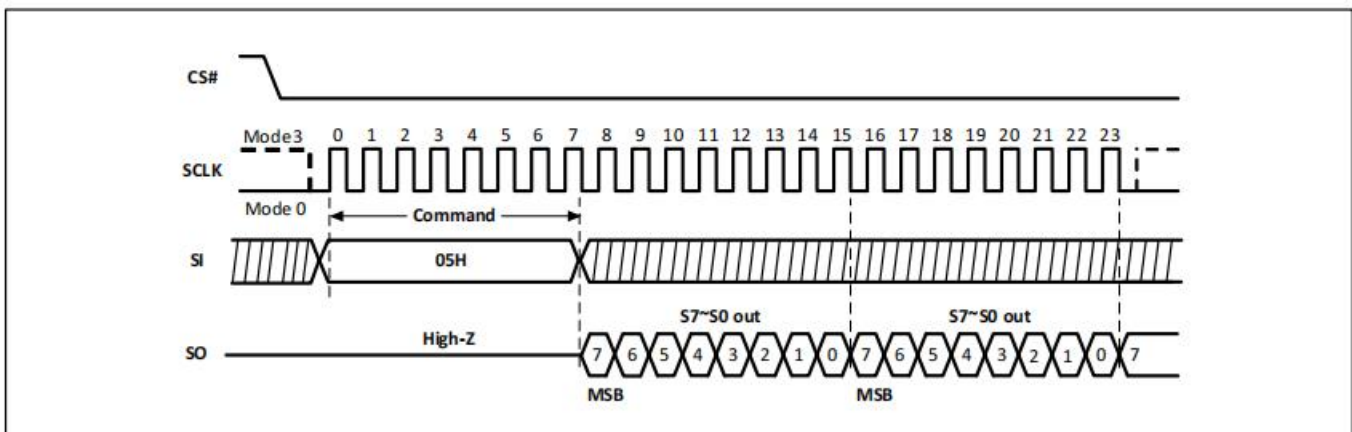 CS#
Mode 3 0 1 2 3 4 5 6 7 8 9 10 11 12 13 14 15 16 17 18 19 20 21 22 23
SCLK
Mode 0 Command
SI 05H
S7~S0 out S7~S0 out
High-Z
SO 7 6 5 4 3 2 1 0 7 6 5 4 3 2 1 0 7
MSB MSB